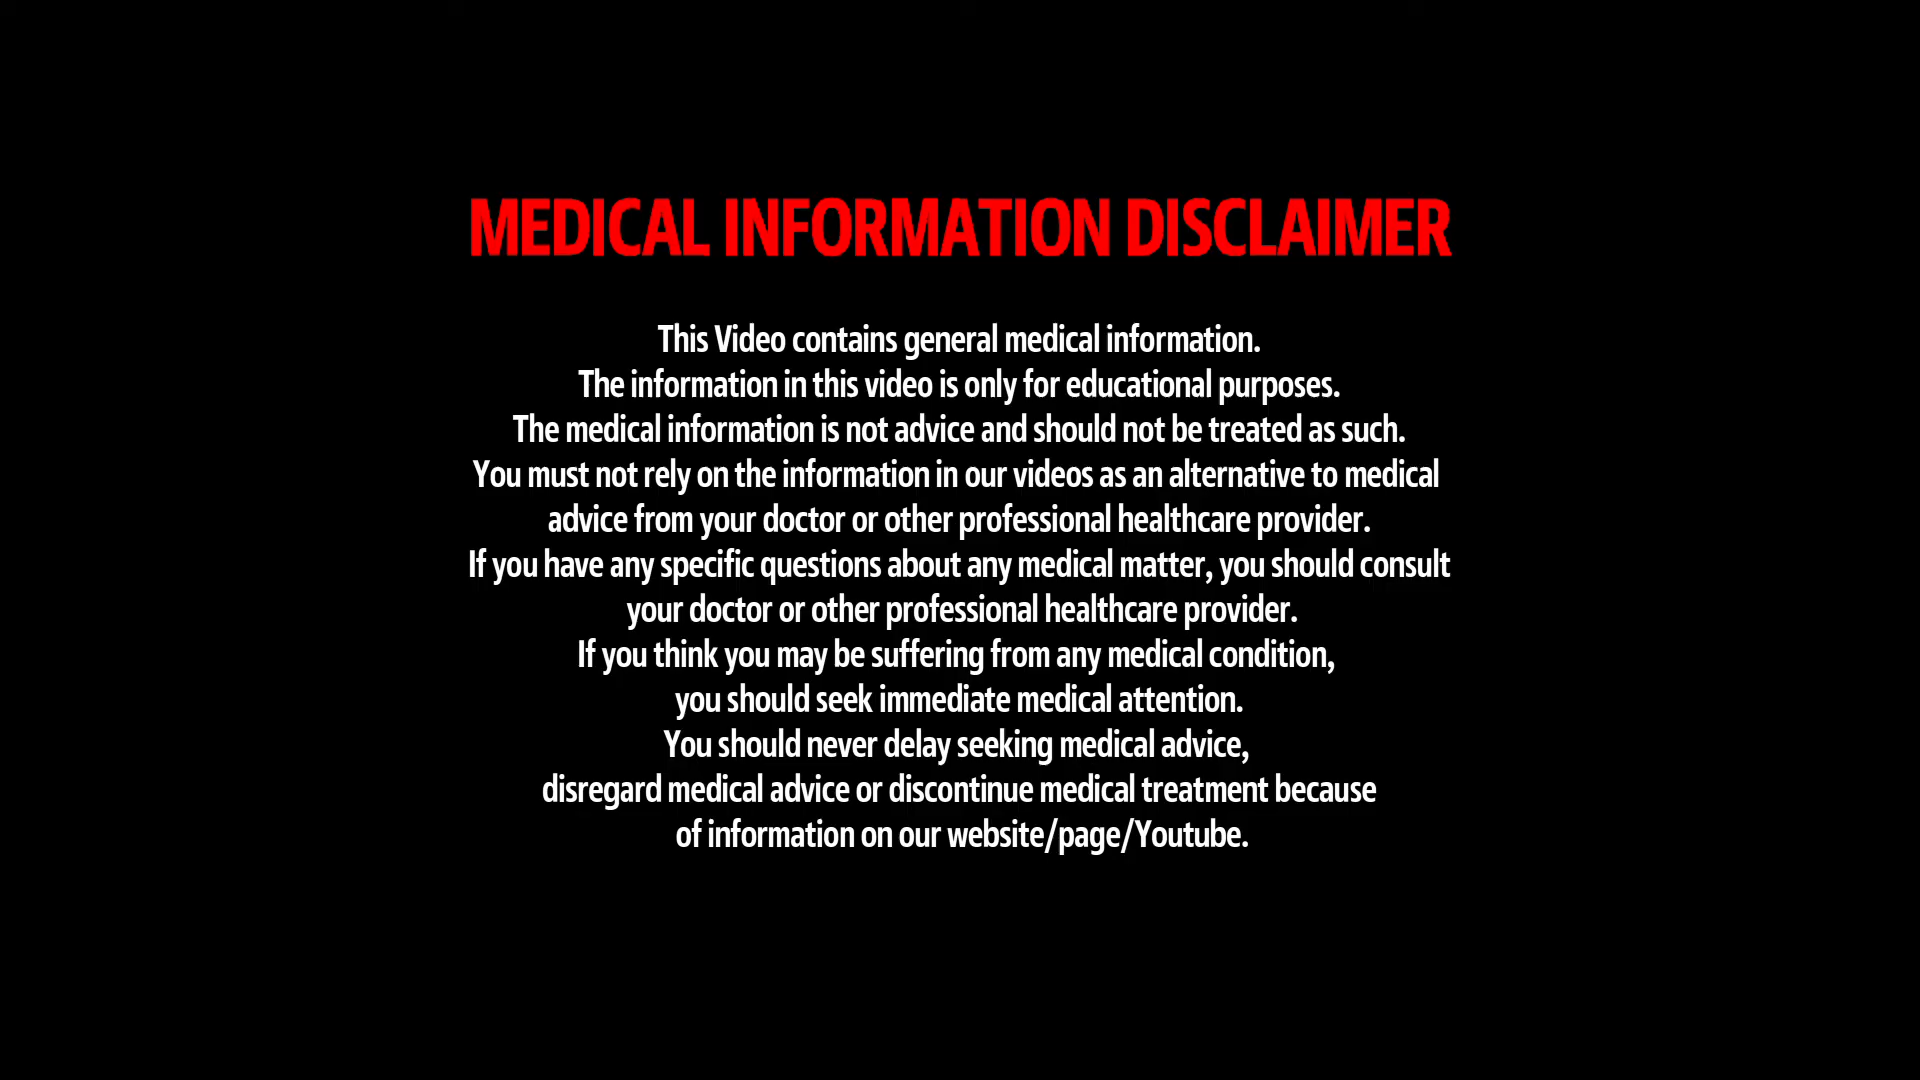 MEDICAL INFORMATION DISCLAIMER
This Video contains general medical information.
The information in this video is only for educational purposes.
The medical information is not advice and should not be treated as such.
You must not rely on the information in our videos as an alternative to medical
advice from your doctor or other professional healthcare provider.
If you have any specific questions about any medical matter, you should consult
your doctor or other professional healthcare provider.
If you think you may be suffering from any medical condition,
you should seek immediate medical attention.
You should never delay seeking medical advice,
disregard medical advice or discontinue medical treatment because
of information on our website/page/Youtube.